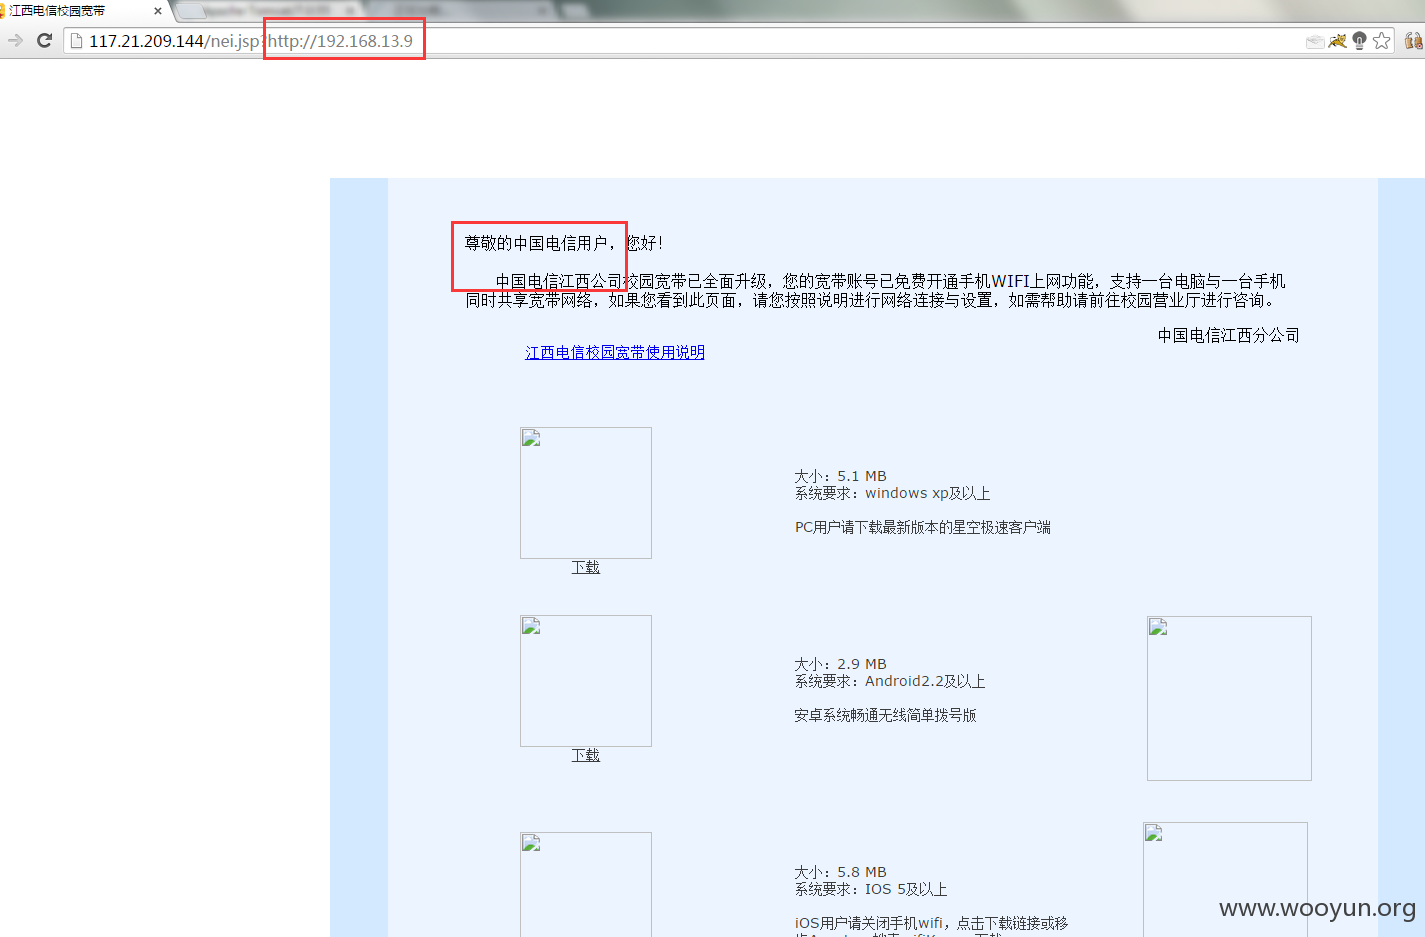 江西电信校园宽带
117.21.209.144/nei.jsp?http://192.168.13.9
尊敬的中国电信用户，您好！
中国电信江西公司校园宽带已全面升级，您的宽带账号已免费开通手机WIFI上网功能，支持一台电脑与一台手机
同时共享宽带网络，如果您看到此页面，请您按照说明进行网络连接与设置，如需帮助请前往校园营业厅进行咨询。
中国电信江西分公司
江西电信校园宽带使用说明
大小：5.1 MB
系统要求：windows xp及以上
PC用户请下载最新版本的星空极速客户端
下载
大小：2.9 MB
系统要求：Android2.2及以上
安卓系统畅通无线简单拨号版
下载
大小：5.8 MB
系统要求：IOS 5及以上
iOS用户请关闭手机wifi，点击下载链接或移
www.wooyun.org